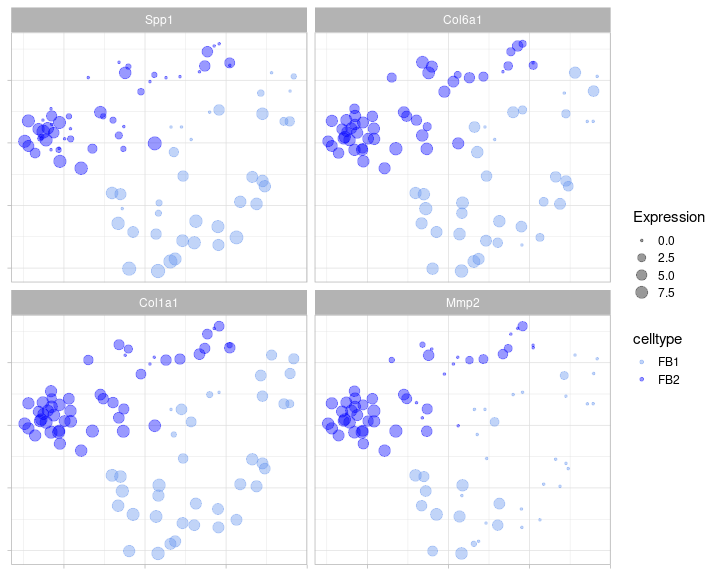 Spp1
Col6a1
Col1a1
Mmp2
Expression
0.0
2.5
5.0
7.5
celltype
FB1
FB2